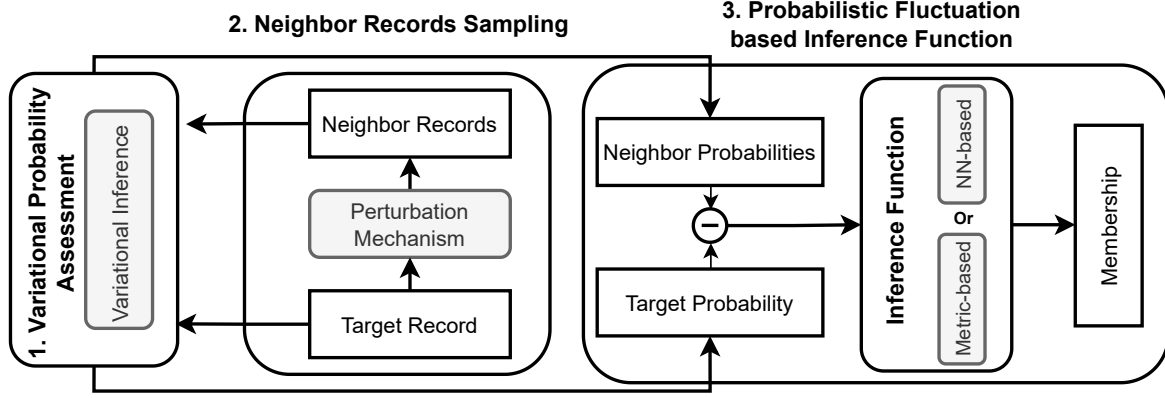 2. Neighbor Records Sampling
3. Probabilistic Fluctuation
based Inference Function
1. Variational Probability
Assessment
Variational Inference
Neighbor Records
Perturbation
Mechanism
Target Record
Neighbor Probabilities
−
Target Probability
Inference Function
NN-based
Or
Metric-based
Membership